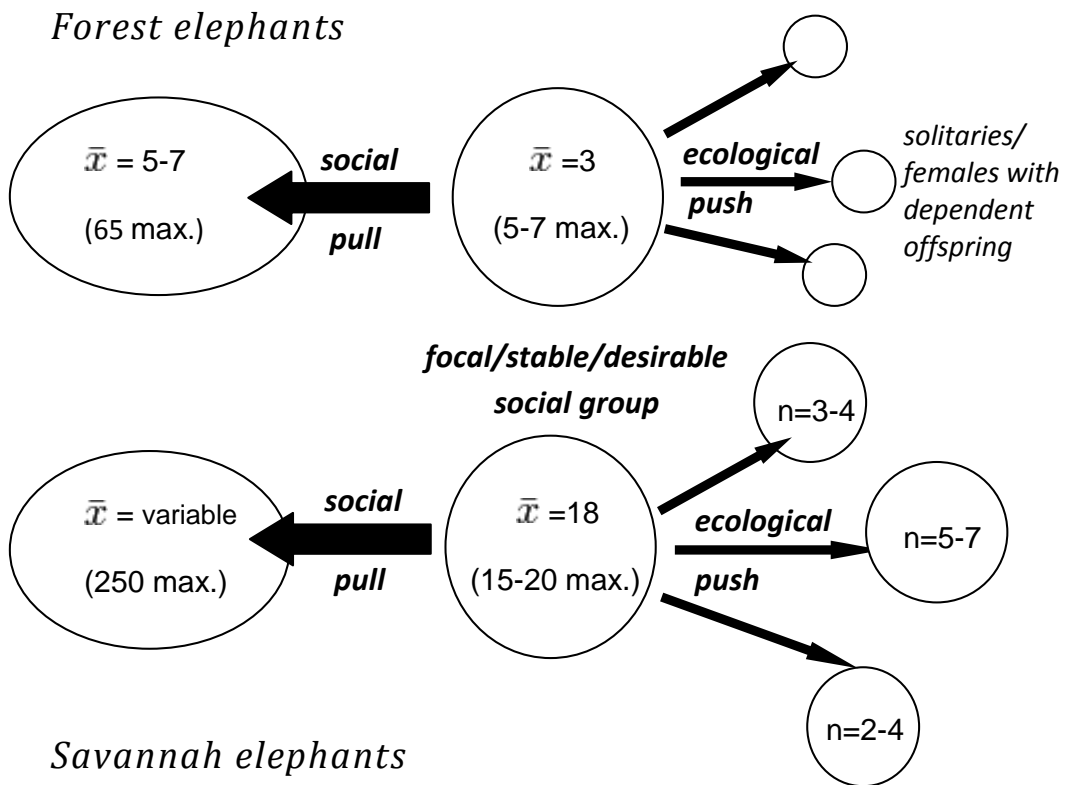 Forest elephants
x̄ = 5-7
(65 max.)
social
pull
x̄ =3
(5-7 max.)
ecological
push
solitaries/
females with
dependent
offspring
focal/stable/desirable
social group
x̄ = variable
(250 max.)
social
pull
x̄ =18
(15-20 max.)
ecological
push
n=3-4
n=5-7
n=2-4
Savannah elephants